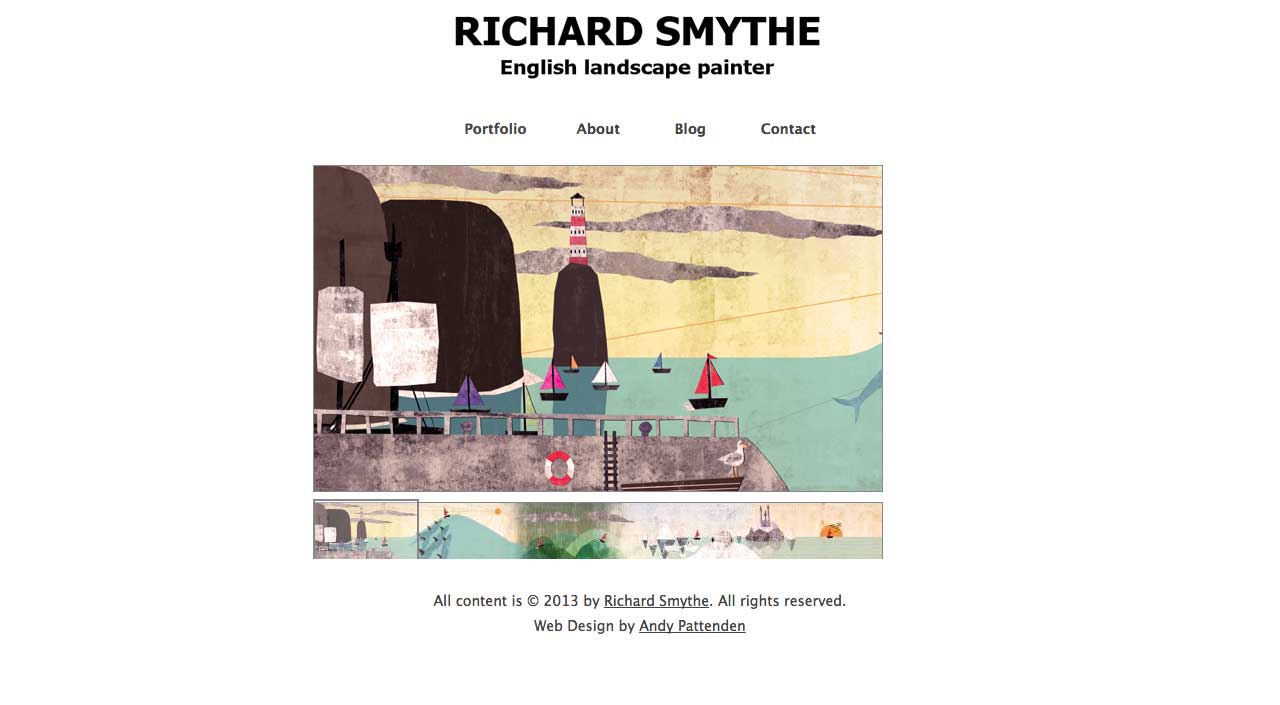 RICHARD SMYTHE
English landscape painter
Portfolio About Blog Contact
All content is © 2013 by Richard Smythe. All rights reserved.
Web Design by Andy Pattenden